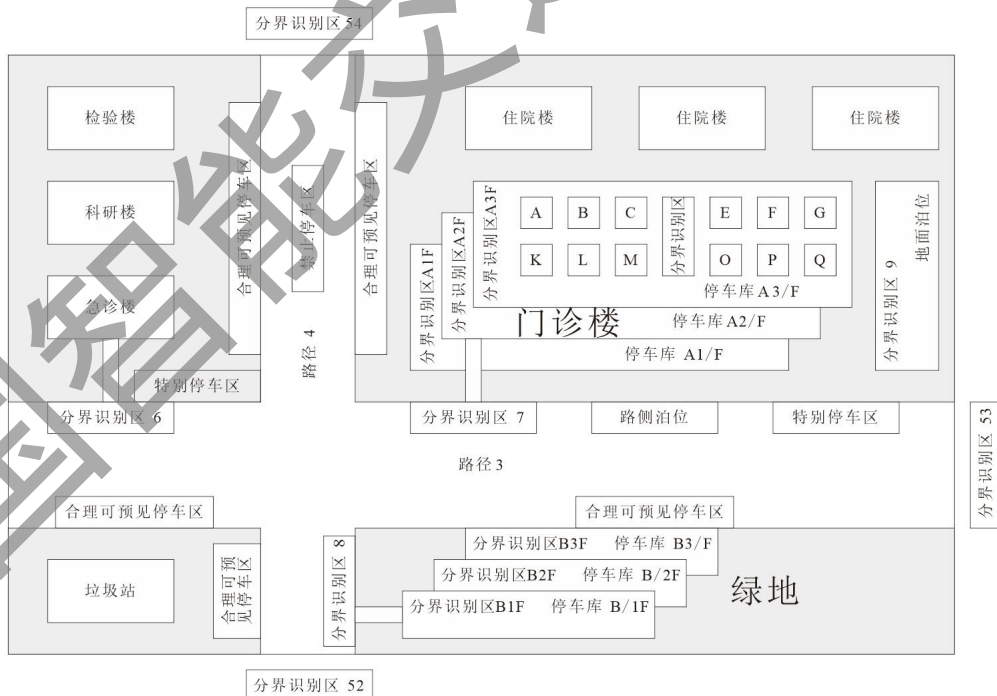 分界识别区 54
检验楼
科研楼
急诊楼
合理可预见停车区
禁止停车区
合理可预见停车区
路径 4
特别停车区
分界识别区 6
住院楼
住院楼
住院楼
分界识别区A3F
A
B
C
分界识别区
E
F
G
K
L
M
O
P
Q
停车库 A3/F
分界识别区A2F
门诊楼
停车库 A2/F
分界识别区A1F
停车库 A1/F
分界识别区 9
地面泊位
分界识别区 7
路侧泊位
特别停车区
分界识别区 53
路径 3
合理可预见停车区
合理可预见停车区
垃圾站
合理可预
见停车区
分界识别区 8
分界识别区B3F 停车库 B3/F
分界识别区B2F 停车库 B/2F
分界识别区B1F 停车库 B/1F
绿地
分界识别区 52
国智能交